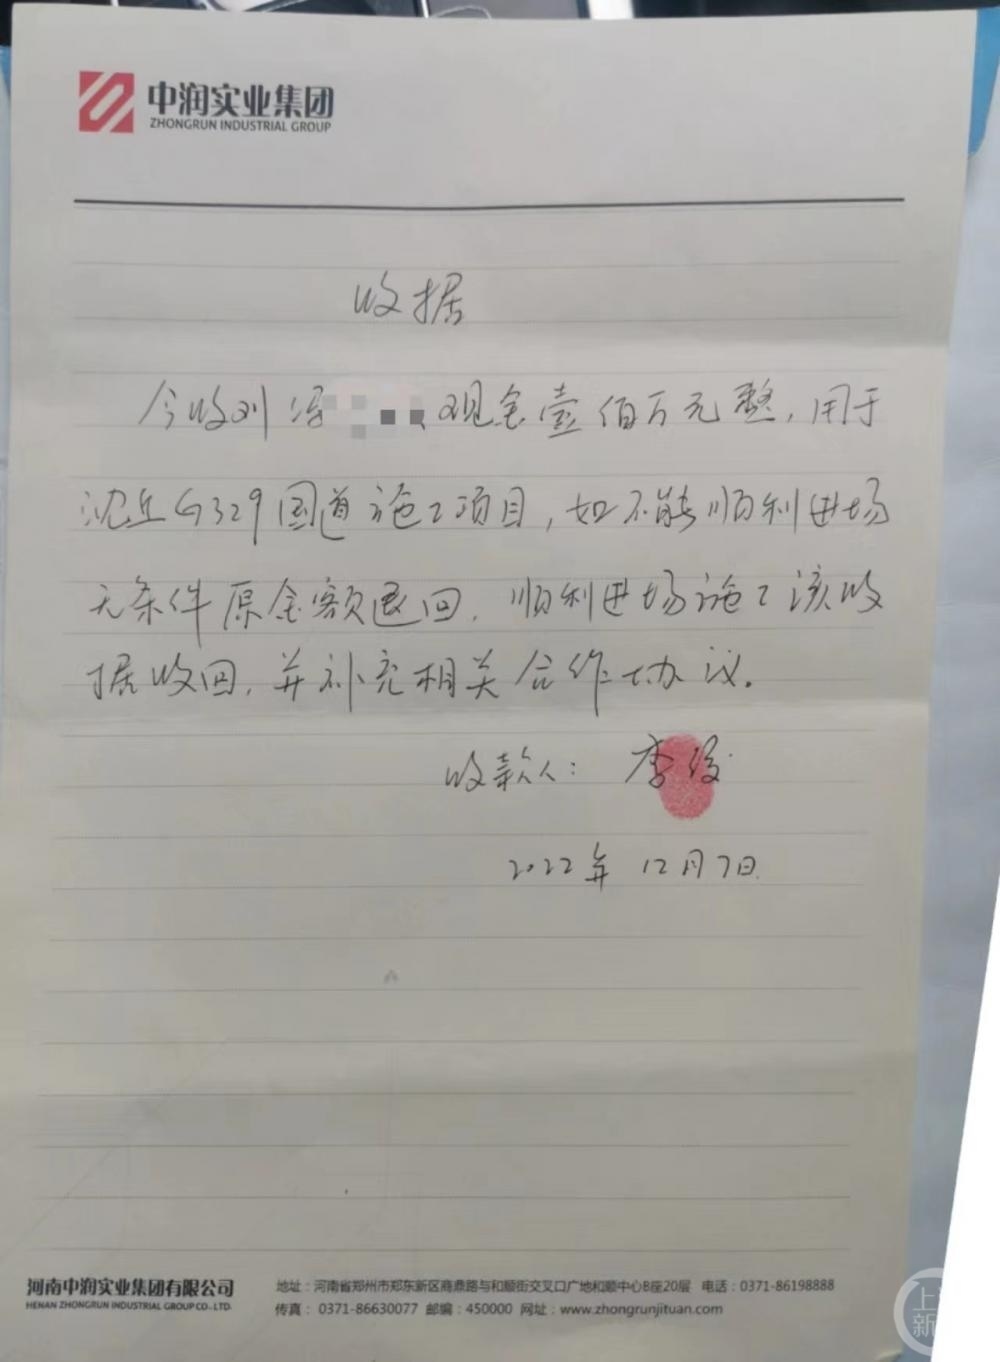 中润实业集团
ZHONGRUN INDUSTRIAL GROUP
收据
今收到 冯 现金壹佰万元整，用于
沈丘G329国道施工项目，如不能顺利进场
无条件原金额退回．顺利进场施工该收
据收回，并补充相关合作协议。
收款人：李俊
2022年12月7日
河南中润实业集团有限公司
HENAN ZHONGRUN INDUSTRIAL GROUP CO., LTD.
地址：河南省郑州市郑东新区商鼎路与和顺街交叉口广地和顺中心B座20层 电话：0371-86198888
传真：0371-86630077 邮编：450000 网址：www.zhongrunjituan.com
上
新